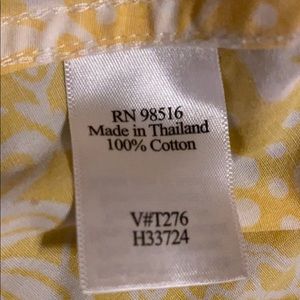 RN 98516
Made in Thailand
100% Cotton
V#T276
H33724